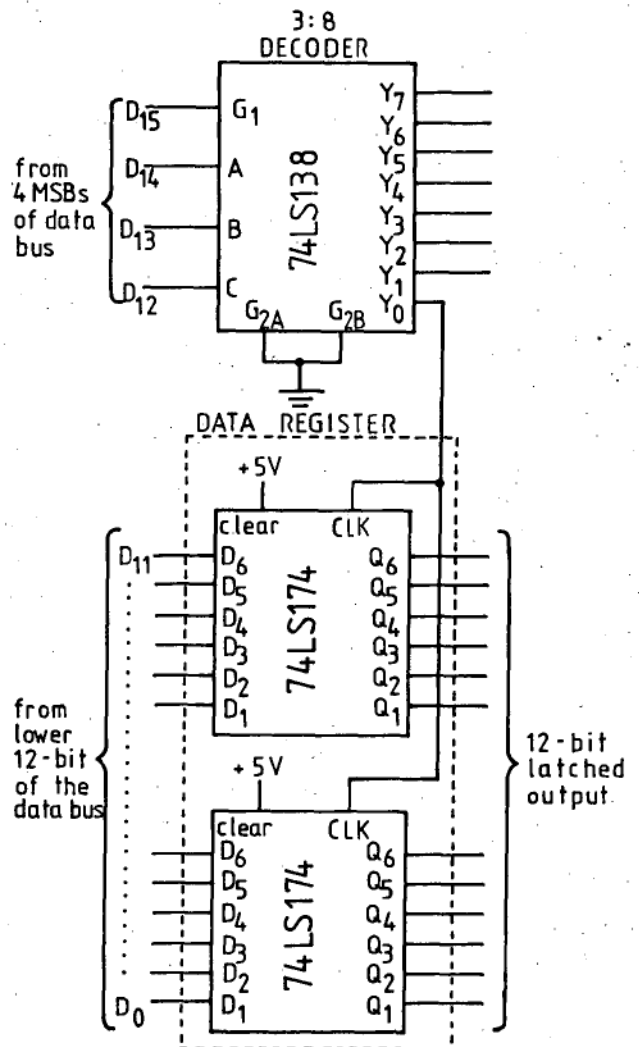 3:8
DECODER
from
4 MSBs
of data
bus
D15
D14
D13
D12
G1
A
B
C
G2A
G2B
74LS138
Y7
Y6
Y5
Y4
Y3
Y2
Y1
Y0
DATA REGISTER
+5V
clear
CLK
from
lower
12-bit
of the
data bus
D11
D6
D5
D4
D3
D2
D1
74LS174
Q6
Q5
Q4
Q3
Q2
Q1
+5V
clear
CLK
D6
D5
D4
D3
D2
D1
D0
74LS174
Q6
Q5
Q4
Q3
Q2
Q1
12-bit
latched
output